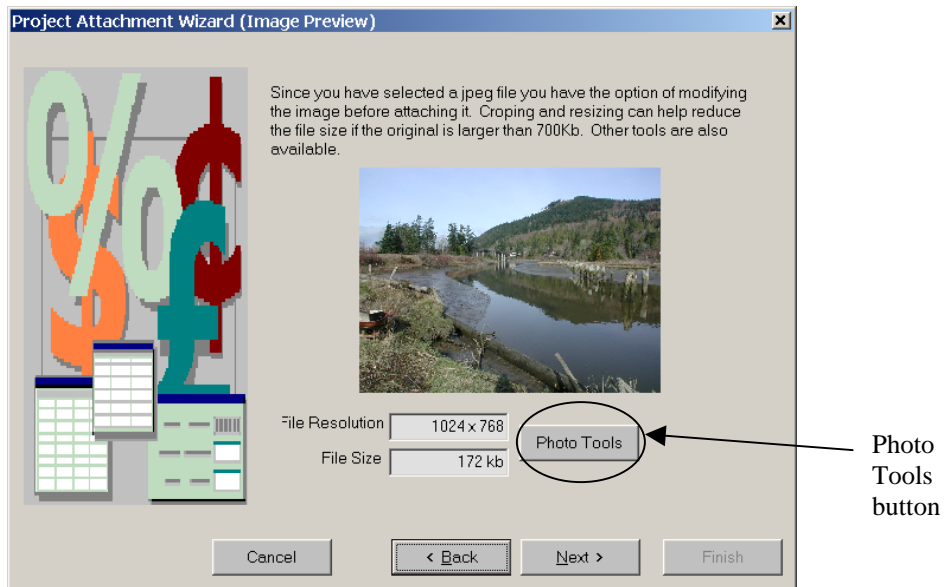 Project Attachment Wizard (Image Preview)
Since you have selected a jpeg file you have the option of modifying
the image before attaching it. Croping and resizing can help reduce
the file size if the original is larger than 700Kb. Other tools are also
available.
File Resolution 1024 x 768
File Size 172 kb
Photo Tools
Photo
Tools
button
Cancel < Back Next > Finish